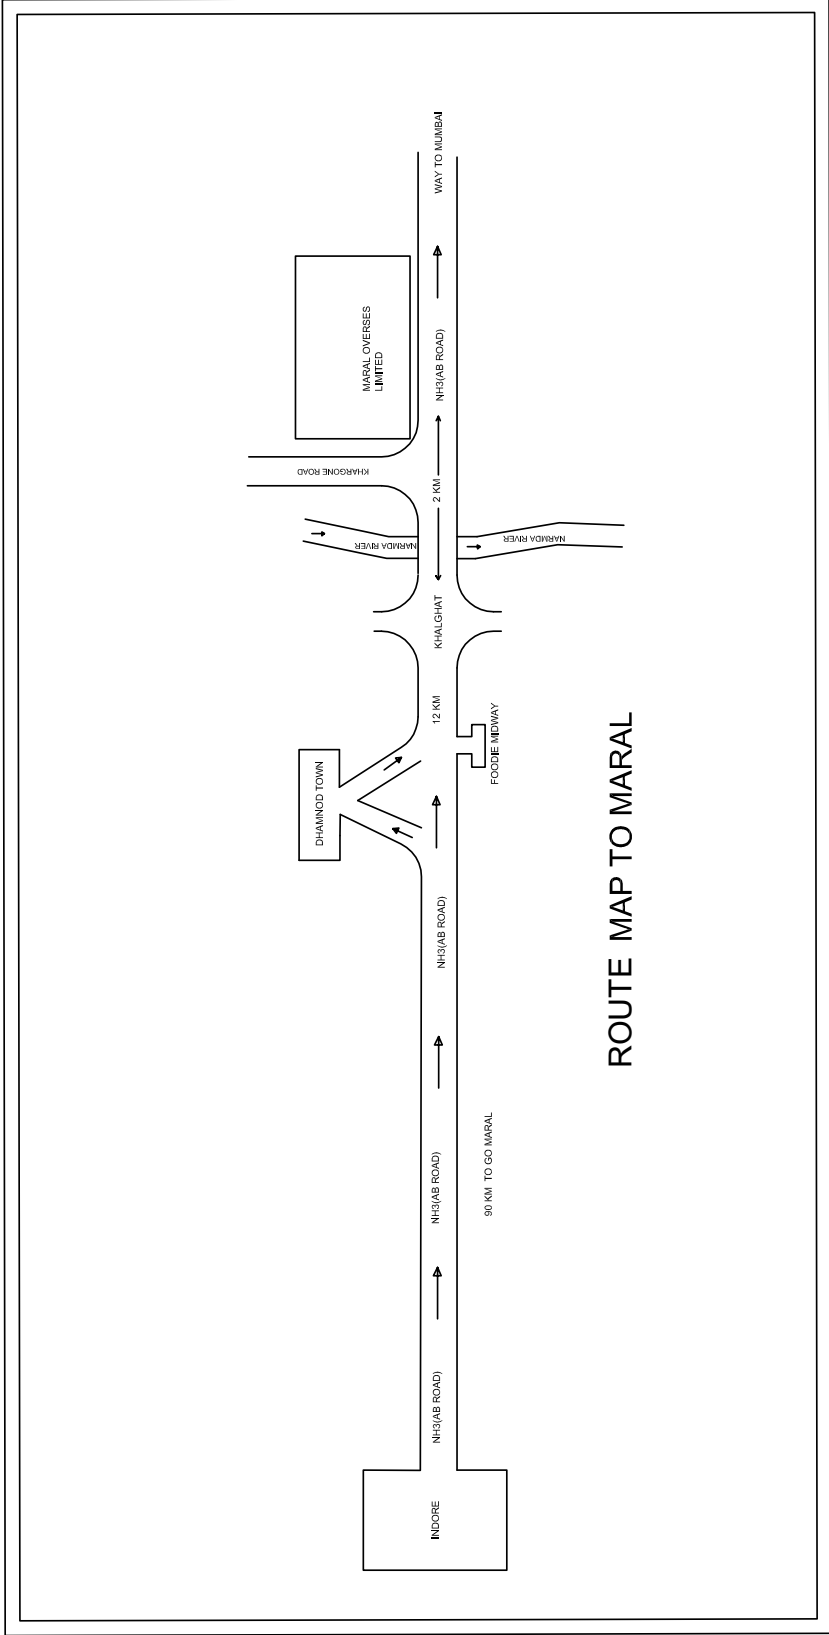 WAY TO MUMBAI
MARAL OVERSES
LIMITED
NH3(AB ROAD)
KHARGONE ROAD
2 KM
NARMDA RIVER
NARMDA RIVER
KHALGHAT
12 KM
FOODIE MIDWAY
DHAMNOD TOWN
NH3(AB ROAD)
ROUTE MAP TO MARAL
NH3(AB ROAD)
90 KM TO GO MARAL
NH3(AB ROAD)
INDORE